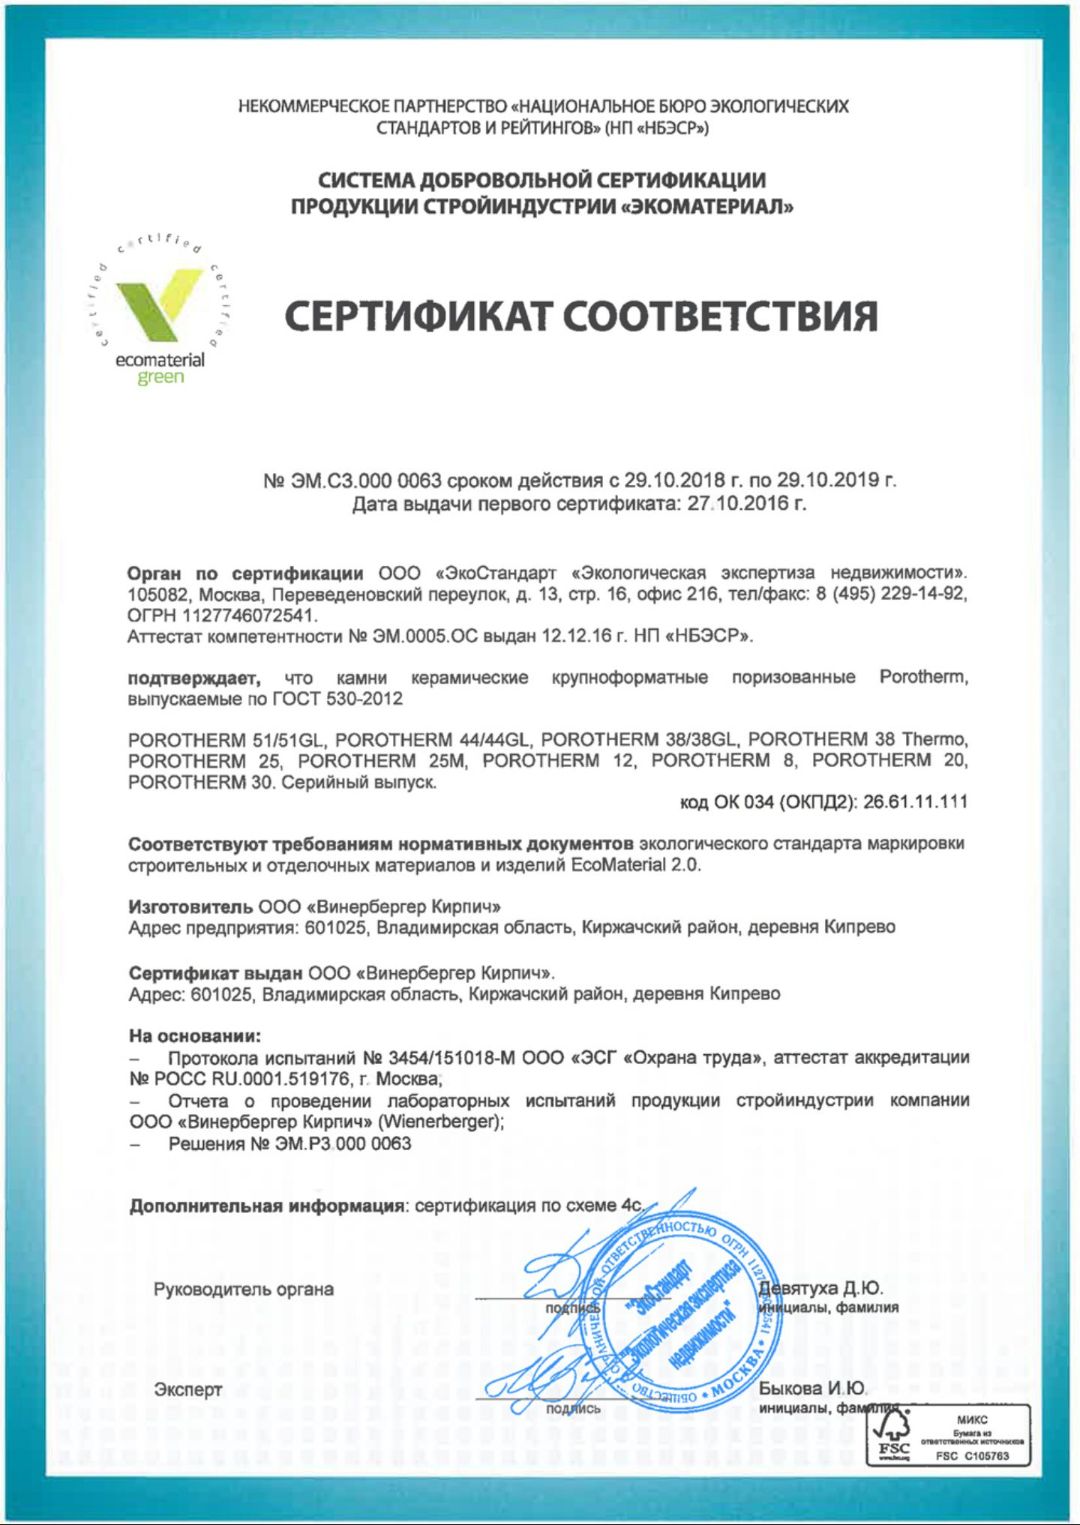 НЕКОММЕРЧЕСКОЕ ПАРТНЕРСТВО «НАЦИОНАЛЬНОЕ БЮРО ЭКОЛОГИЧЕСКИХ
СТАНДАРТОВ И РЕЙТИНГОВ» (НП «НБЭСР»)
СИСТЕМА ДОБРОВОЛЬНОЙ СЕРТИФИКАЦИИ
ПРОДУКЦИИ СТРОЙИНДУСТРИИ «ЭКОМАТЕРИАЛ»
certified certified certified
ecomaterial
green
СЕРТИФИКАТ СООТВЕТСТВИЯ
№ ЭМ.СЗ.000 0063 сроком действия с 29.10.2018 г. по 29.10.2019 г.
Дата выдачи первого сертификата: 27.10.2016 г.
Орган по сертификации ООО «ЭкоСтандарт «Экологическая экспертиза недвижимости».
105082, Москва, Переведеновский переулок, д. 13, стр. 16, офис 216, тел/факс: 8 (495) 229-14-92,
ОГРН 1127746072541.
Аттестат компетентности № ЭМ.0005.ОС выдан 12.12.16 г. НП «НБЭСР».
подтверждает, что камни керамические крупноформатные поризованные Porotherm,
выпускаемые по ГОСТ 530-2012
POROTHERM 51/51GL, POROTHERM 44/44GL, POROTHERM 38/38GL, POROTHERM 38 Thermo,
POROTHERM 25, POROTHERM 25M, POROTHERM 12, POROTHERM 8, POROTHERM 20,
POROTHERM 30. Серийный выпуск.
код ОК 034 (ОКПД2): 26.61.11.111
Соответствуют требованиям нормативных документов экологического стандарта маркировки
строительных и отделочных материалов и изделий EcoMaterial 2.0.
Изготовитель ООО «Винербергер Кирпич»
Адрес предприятия: 601025, Владимирская область, Киржачский район, деревня Кипрево
Сертификат выдан ООО «Винербергер Кирпич».
Адрес: 601025, Владимирская область, Киржачский район, деревня Кипрево
На основании:
– Протокола испытаний № 3454/151018-М ООО «ЭСГ «Охрана труда», аттестат аккредитации
№ РОСС RU.0001.519176, г. Москва;
– Отчета о проведении лабораторных испытаний продукции стройиндустрии компании
ООО «Винербергер Кирпич» (Wienerberger);
– Решения № ЭМ.РЗ.000 0063
Дополнительная информация: сертификация по схеме 4с.
Руководитель органа
подпись
Девятуха Д.Ю.
инициалы, фамилия
ОБЩЕСТВО С ОГРАНИЧЕННОЙ ОТВЕТСТВЕННОСТЬЮ ОГРН 1127746072541 * МОСКВА *
"ЭкоСтандарт
"Экологическая экспертиза
недвижимости"
Эксперт
подпись
Быкова И.Ю.
инициалы, фамилия
FSC
www.fsc.org
МИКС
Бумага из
ответственных источников
FSC C105763